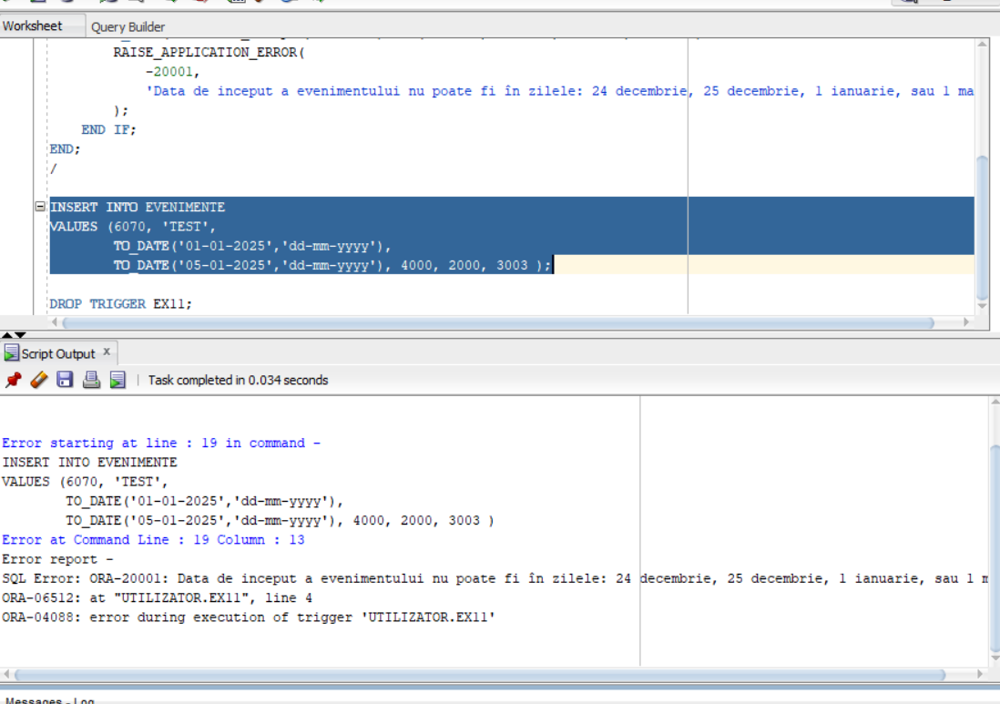 Worksheet Query Builder
RAISE_APPLICATION_ERROR(
-20001,
'Data de inceput a evenimentului nu poate fi în zilele: 24 decembrie, 25 decembrie, 1 ianuarie, sau 1 ma
);
END IF;
END;
/
INSERT INTO EVENIMENTE
VALUES (6070, 'TEST',
TO_DATE('01-01-2025','dd-mm-yyyy'),
TO_DATE('05-01-2025','dd-mm-yyyy'), 4000, 2000, 3003 );
DROP TRIGGER EX11;
Script Output x
Task completed in 0.034 seconds
Error starting at line : 19 in command -
INSERT INTO EVENIMENTE
VALUES (6070, 'TEST',
TO_DATE('01-01-2025','dd-mm-yyyy'),
TO_DATE('05-01-2025','dd-mm-yyyy'), 4000, 2000, 3003 )
Error at Command Line : 19 Column : 13
Error report -
SQL Error: ORA-20001: Data de inceput a evenimentului nu poate fi în zilele: 24 decembrie, 25 decembrie, 1 ianuarie, sau 1 m
ORA-06512: at "UTILIZATOR.EX11", line 4
ORA-04088: error during execution of trigger 'UTILIZATOR.EX11'
Messages - Log